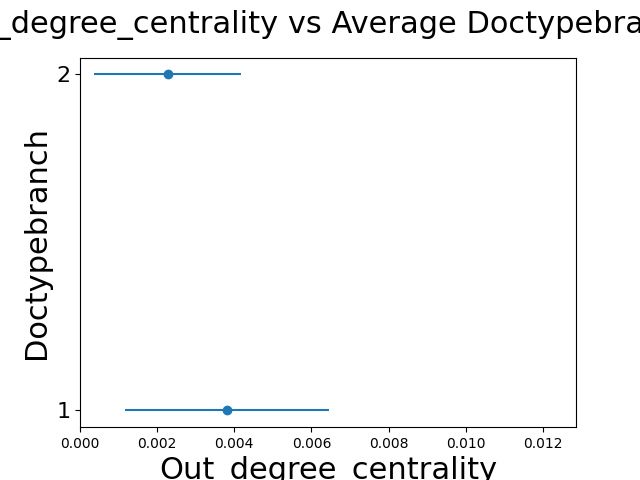 _degree_centrality vs Average Doctypebra
2
Doctypebranch
1
0.000 0.002 0.004 0.006 0.008 0.010 0.012
Out_degree_centrality